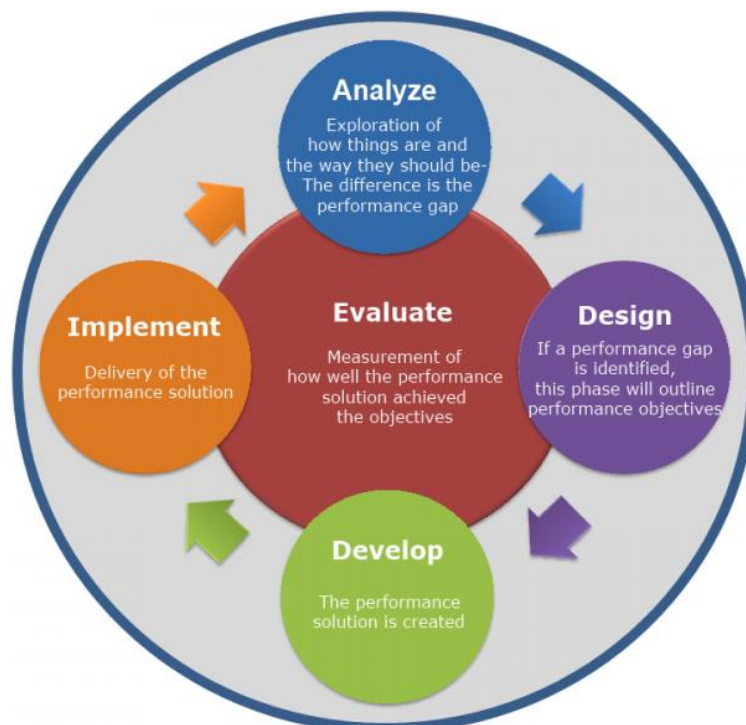 Analyze
Exploration of
how things are and
the way they should be-
The difference is the
performance gap
Implement
Delivery of the
performance solution
Evaluate
Measurement of
how well the performance
solution achieved
the objectives
Design
If a performance gap
is identified,
this phase will outline
performance objectives
Develop
The performance
solution is created